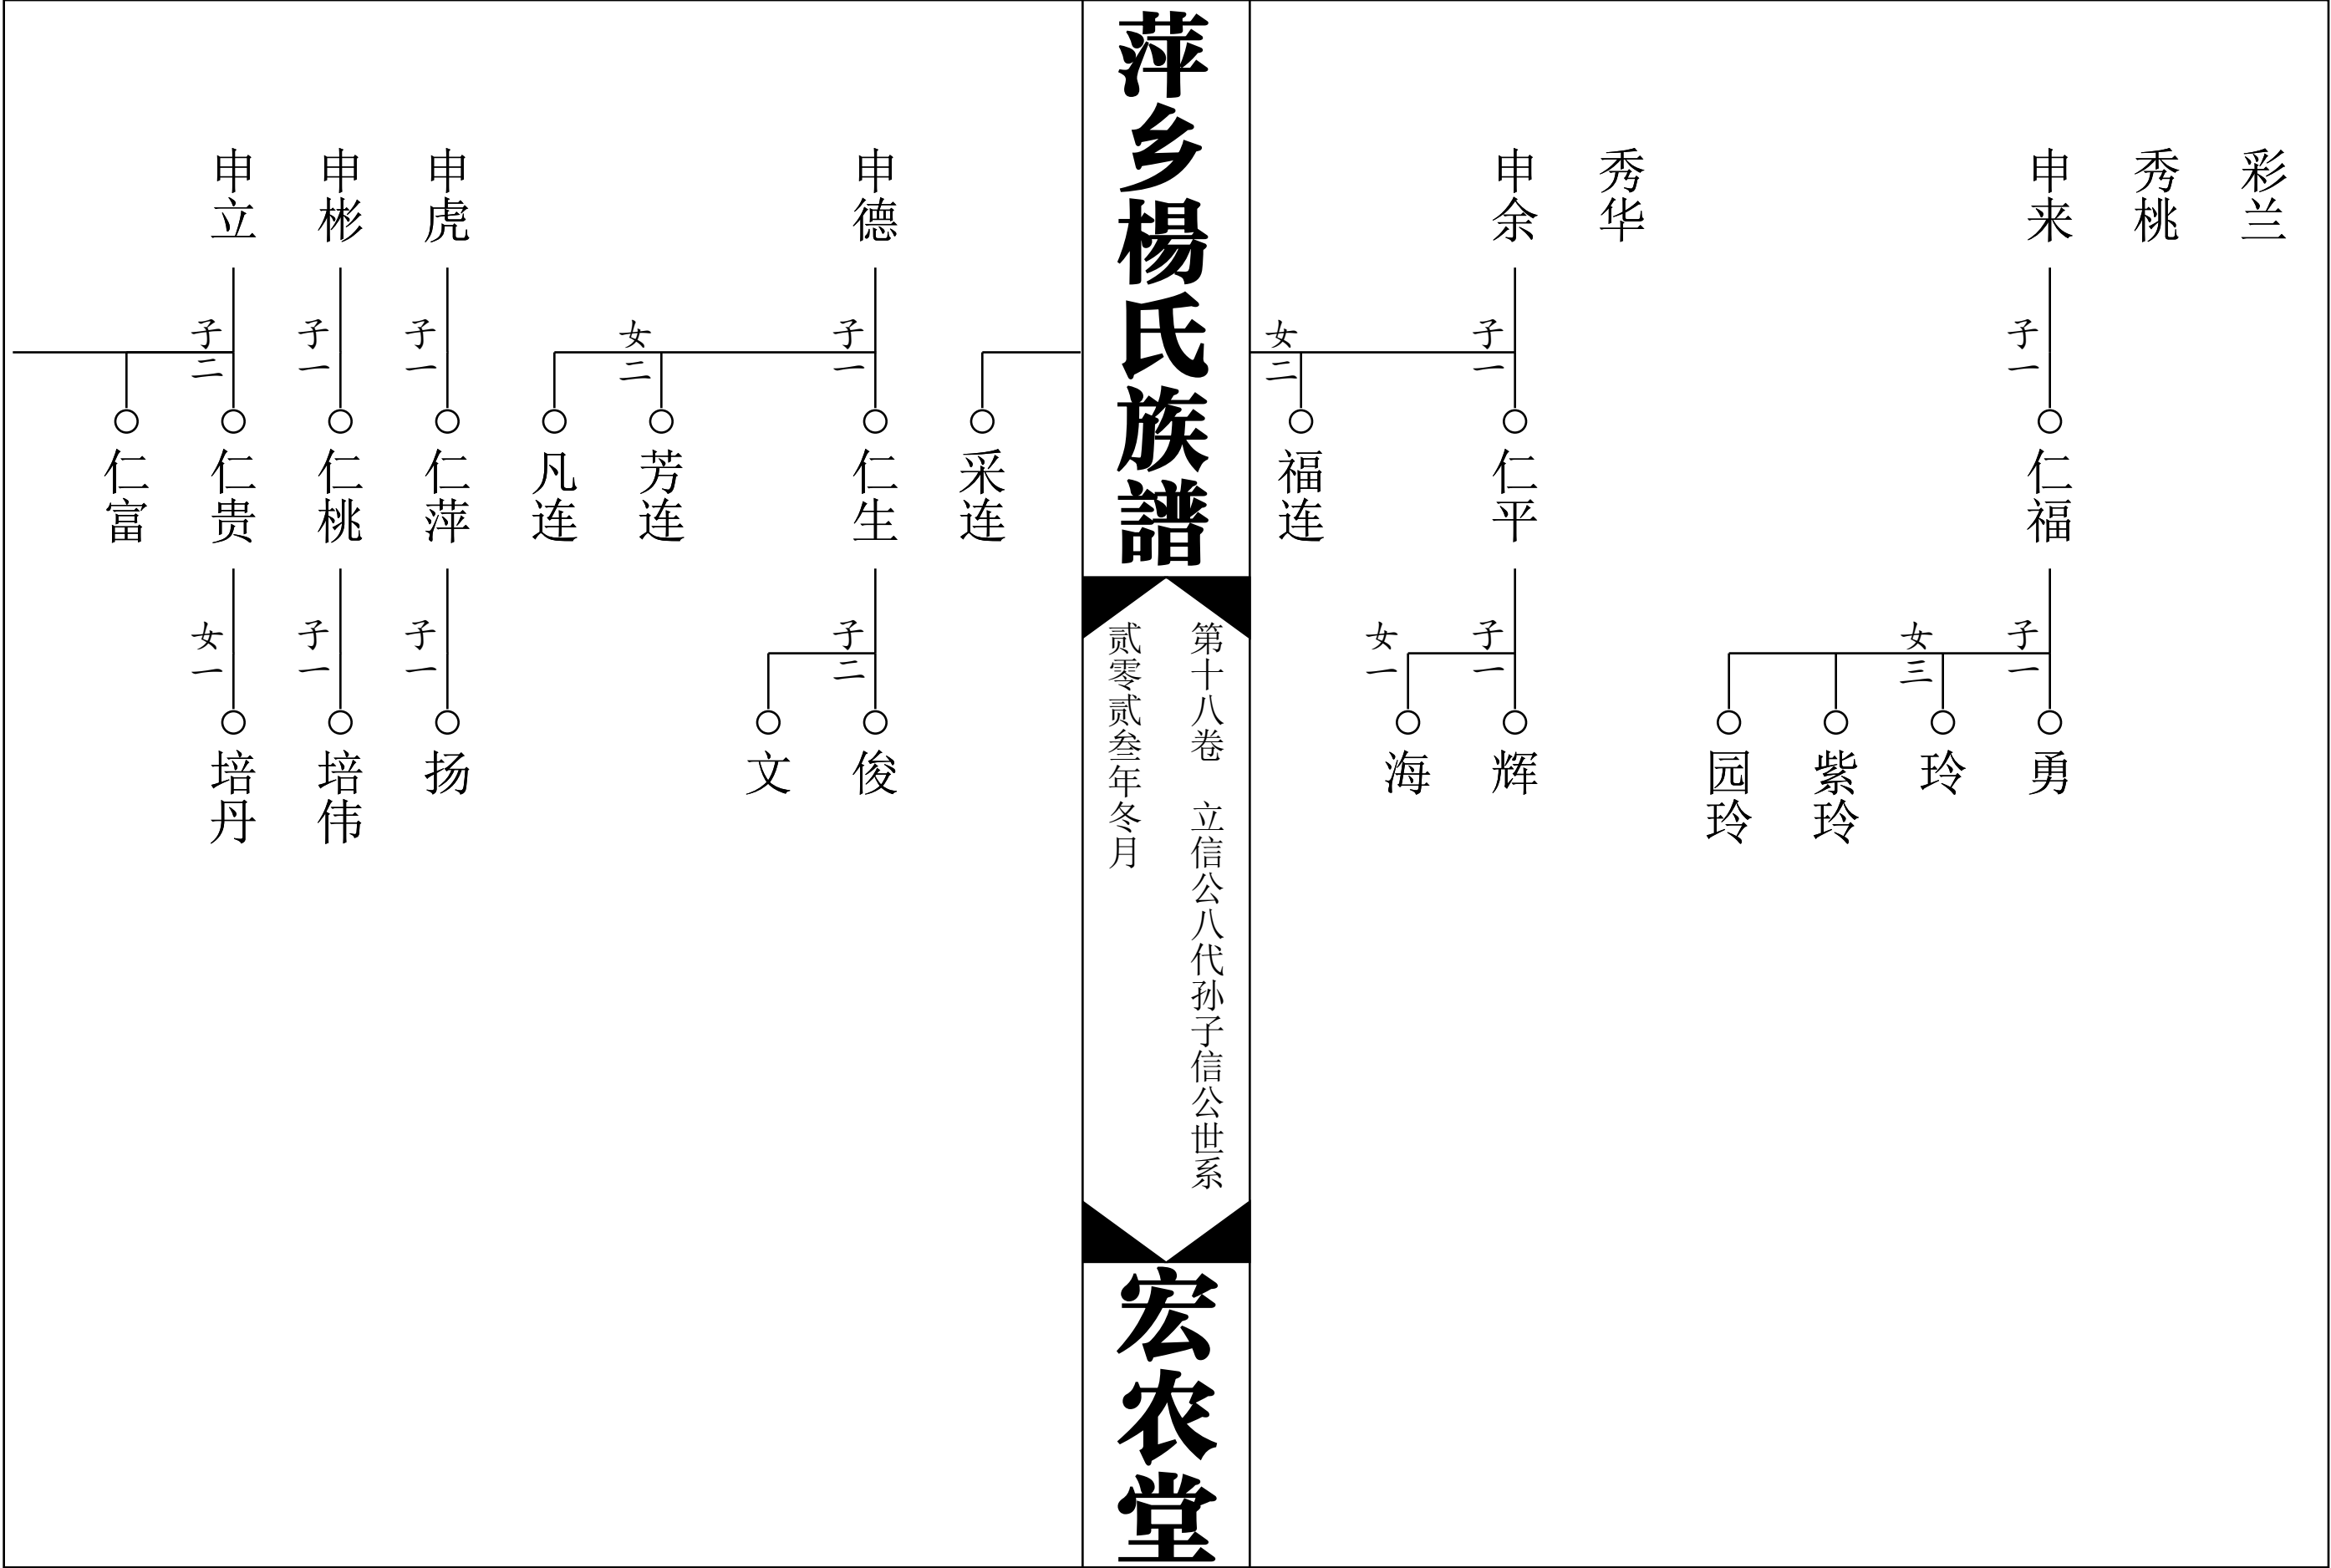 彩兰
秀桃
申来
子一
仁福
子一
勇
女三
玲
紫玲
园玲
秀华
申余
子一
仁平
子一
辉
女一
海
女二
福连
萍乡楊氏族譜
第十八卷　立信公八代孙子信公世系
贰零贰叁年冬月
宏农堂
采连
申德
子一
仁生
子二
俊
文
女二
芳连
凡连
申虎
子一
仁萍
子一
扬
申彬
子一
仁桃
子一
培伟
申立
子二
仁贵
女一
培丹
仁富